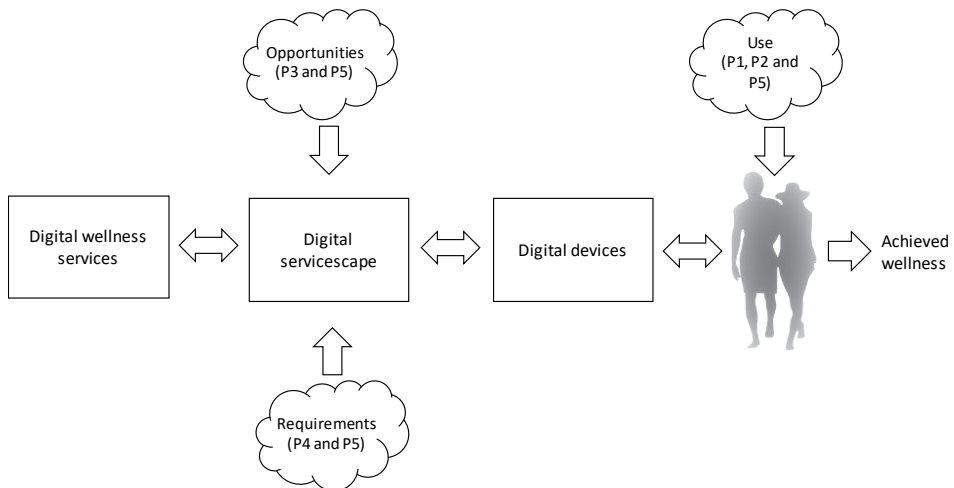 Opportunities
(P3 and P5)
Use
(P1, P2 and
P5)
Digital wellness
services
Digital
servicescape
Digital devices
Achieved
wellness
Requirements
(P4 and P5)